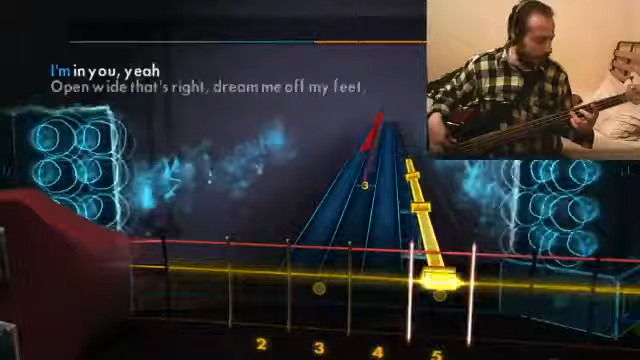 I'm in you, yeah
Open wide that's right, dream me off my feet,
3
2 3 4 5